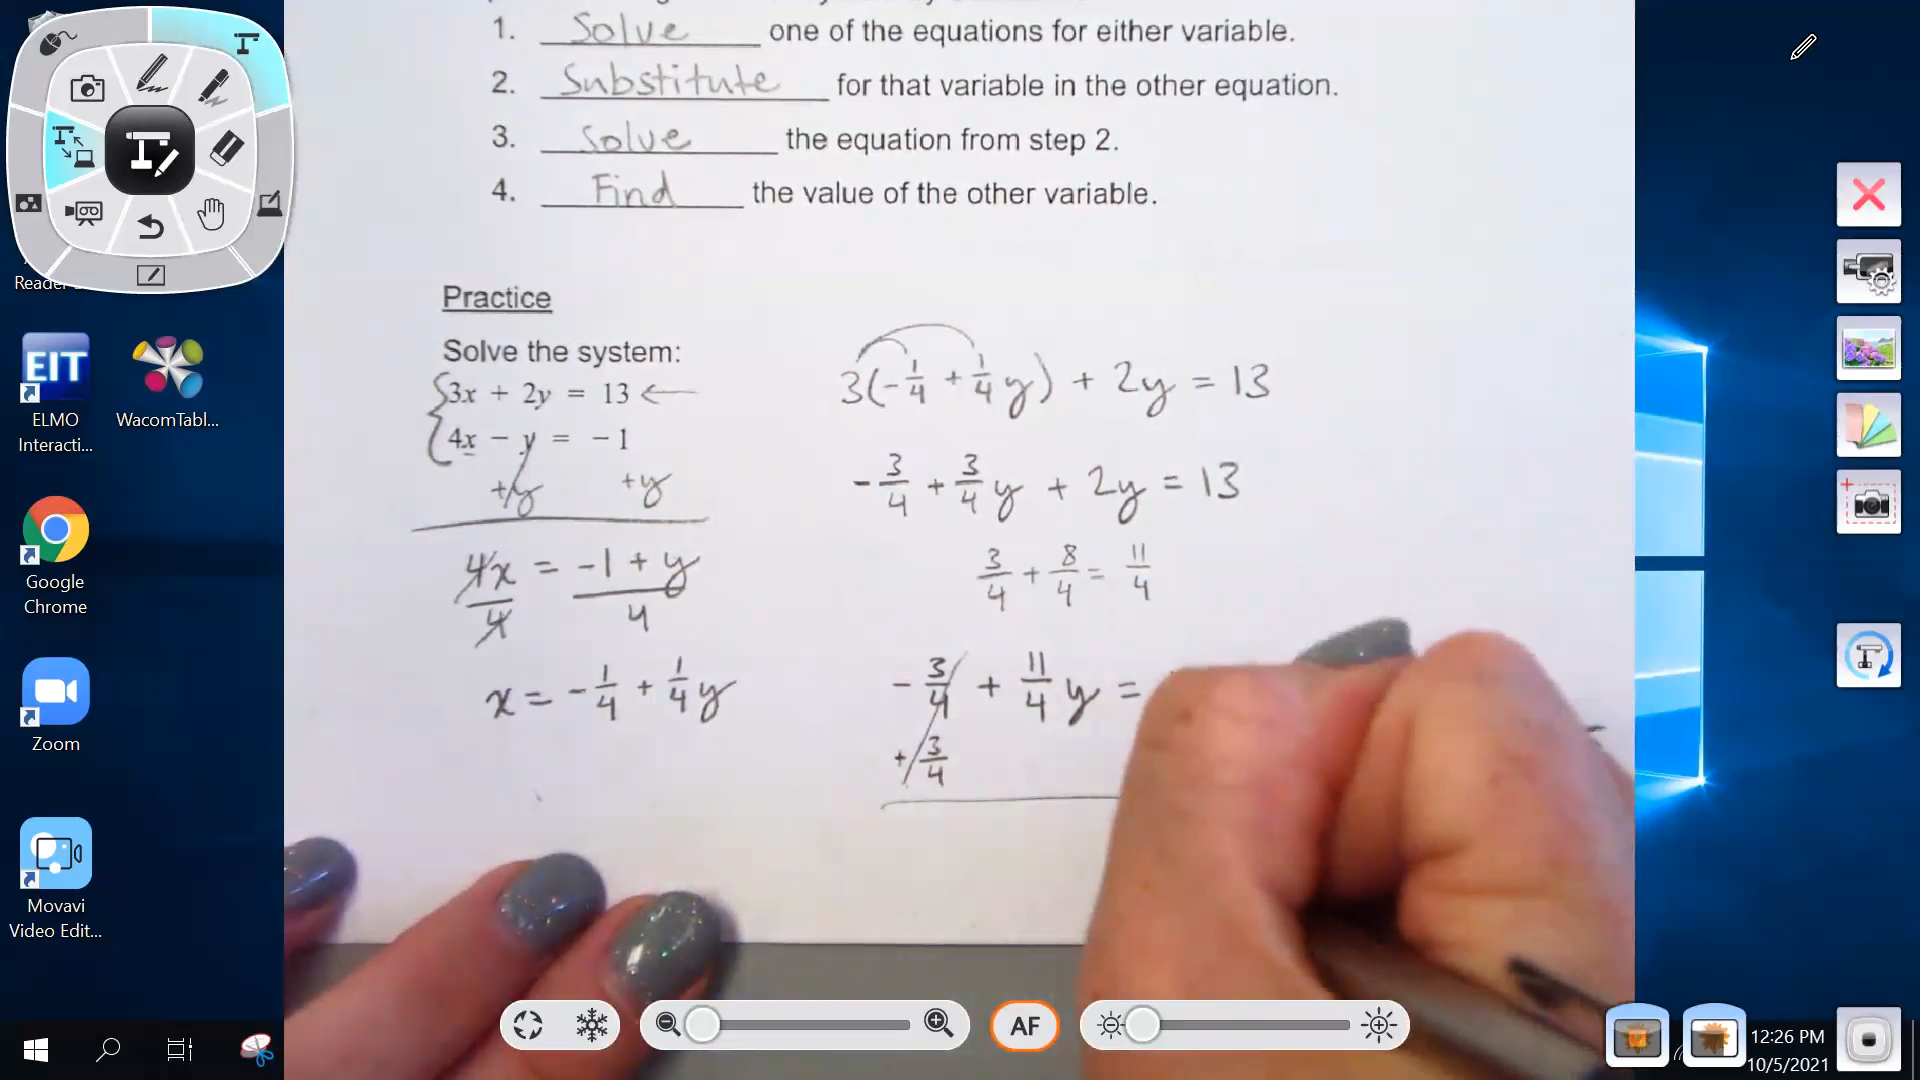 1. Solve one of the equations for either variable.
2. Substitute for that variable in the other equation.
3. Solve the equation from step 2.
4. Find the value of the other variable.
Practice
Solve the system:
3x + 2y = 13 ←
4x − y = −1
+y +y
4x = −1 + y
4 4
x = −1/4 + 1/4 y
3(−1/4 + 1/4 y) + 2y = 13
−3/4 + 3/4 y + 2y = 13
3/4 + 8/4 = 11/4
−3/4 + 11/4 y =
+ 3/4
EIT
ELMO
Interacti...
WacomTabl...
Google
Chrome
Zoom
Movavi
Video Edit...
AF
12:26 PM
10/5/2021